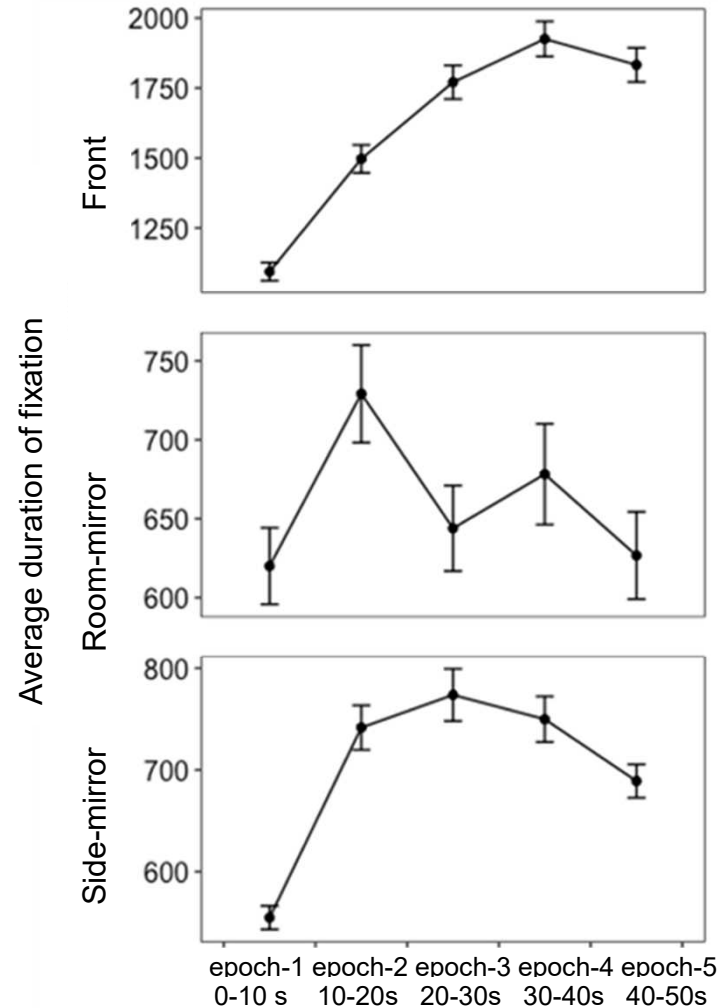 Average duration of fixation
Front
2000
1750
1500
1250
Room-mirror
750
700
650
600
Side-mirror
800
700
600
epoch-1 epoch-2 epoch-3 epoch-4 epoch-5
0-10 s 10-20s 20-30s 30-40s 40-50s